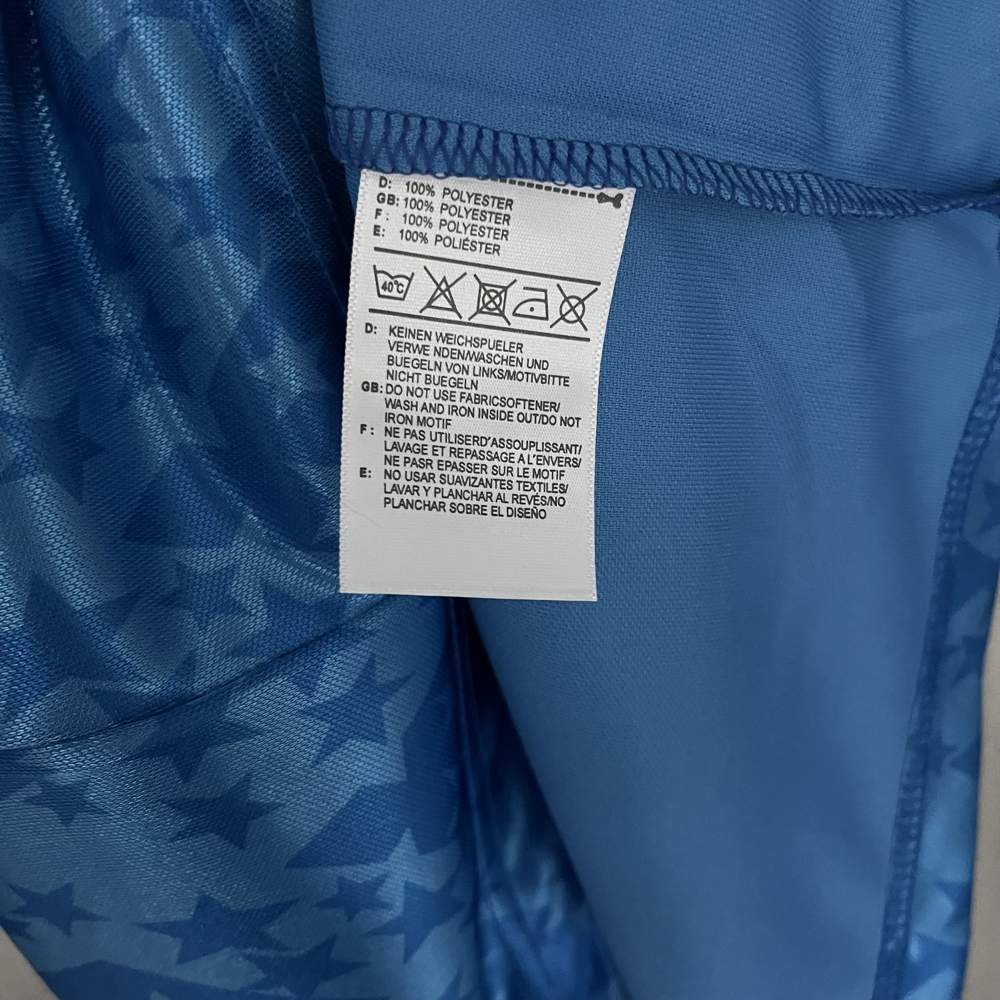 D: 100% POLYESTER
GB: 100% POLYESTER
F: 100% POLYESTER
E: 100% POLIÉSTER
40°C
D: KEINEN WEICHSPUELER
VERWE NDEN/WASCHEN UND
BUEGELN VON LINKS/MOTIVBITTE
NICHT BUEGELN
GB: DO NOT USE FABRICSOFTENER/
WASH AND IRON INSIDE OUT/DO NOT
IRON MOTIF
F: NE PAS UTILISERD'ASSOUPLISSANT/
LAVAGE ET REPASSAGE A L'ENVERS/
NE PASR EPASSER SUR LE MOTIF
E: NO USAR SUAVIZANTES TEXTILES/
LAVAR Y PLANCHAR AL REVÉS/NO
PLANCHAR SOBRE EL DISEÑO